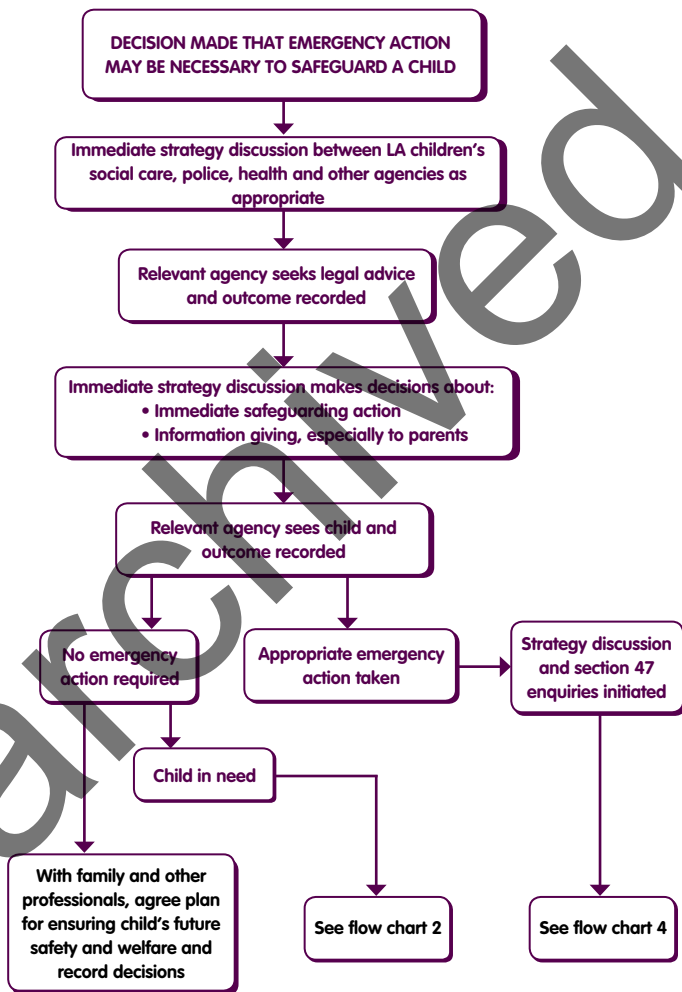 DECISION MADE THAT EMERGENCY ACTION
MAY BE NECESSARY TO SAFEGUARD A CHILD
Immediate strategy discussion between LA children's
social care, police, health and other agencies as
appropriate
Relevant agency seeks legal advice
and outcome recorded
Immediate strategy discussion makes decisions about:
• Immediate safeguarding action
• Information giving, especially to parents
Relevant agency sees child and
outcome recorded
No emergency
action required
Appropriate emergency
action taken
Strategy discussion
and section 47
enquiries initiated
Child in need
With family and other
professionals, agree plan
for ensuring child's future
safety and welfare and
record decisions
See flow chart 2
See flow chart 4
archived